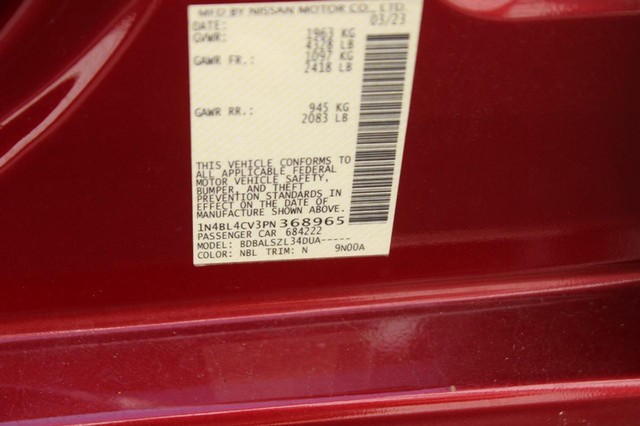 MFD BY NISSAN MOTOR CO., LTD.
DATE: 03/23
GVWR: 1963 KG
4328 LB
GAWR FR.: 1097 KG
2418 LB
GAWR RR.: 945 KG
2083 LB
THIS VEHICLE CONFORMS TO
ALL APPLICABLE FEDERAL
MOTOR VEHICLE SAFETY,
BUMPER, AND THEFT
PREVENTION STANDARDS IN
EFFECT ON THE DATE OF
MANUFACTURE SHOWN ABOVE.
1N4BL4CV3PN368965
PASSENGER CAR 684222
MODEL: BDBALSZL34DUA-----
COLOR: NBL TRIM: N 9N00A